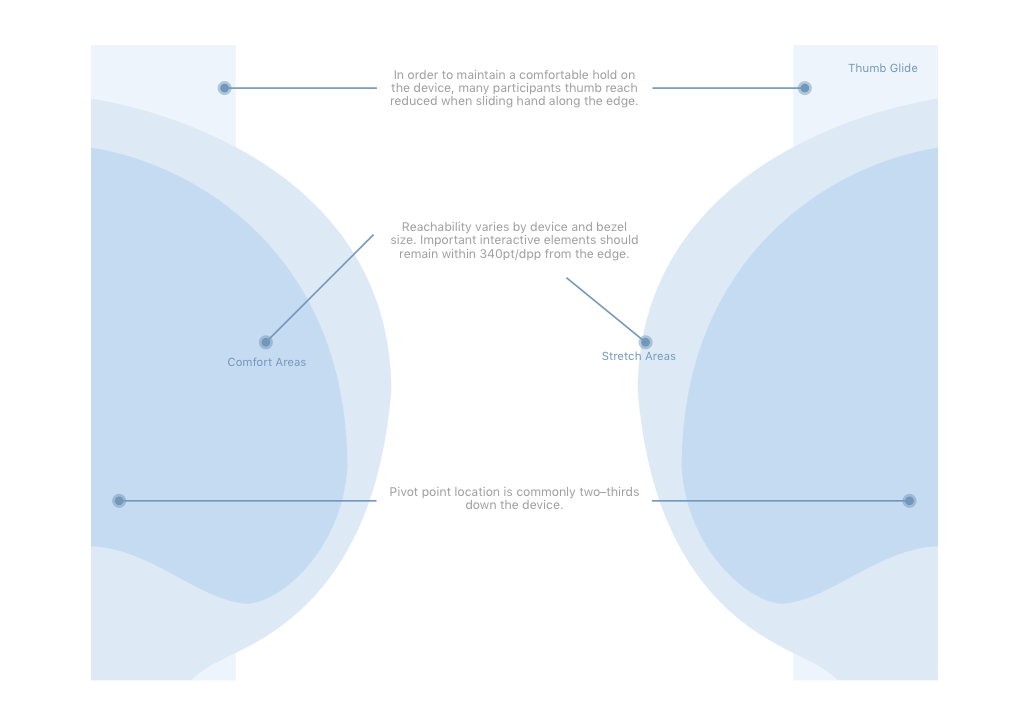 Thumb Glide
In order to maintain a comfortable hold on
the device, many participants thumb reach
reduced when sliding hand along the edge.
Reachability varies by device and bezel
size. Important interactive elements should
remain within 340pt/dpp from the edge.
Comfort Areas
Stretch Areas
Pivot point location is commonly two–thirds
down the device.